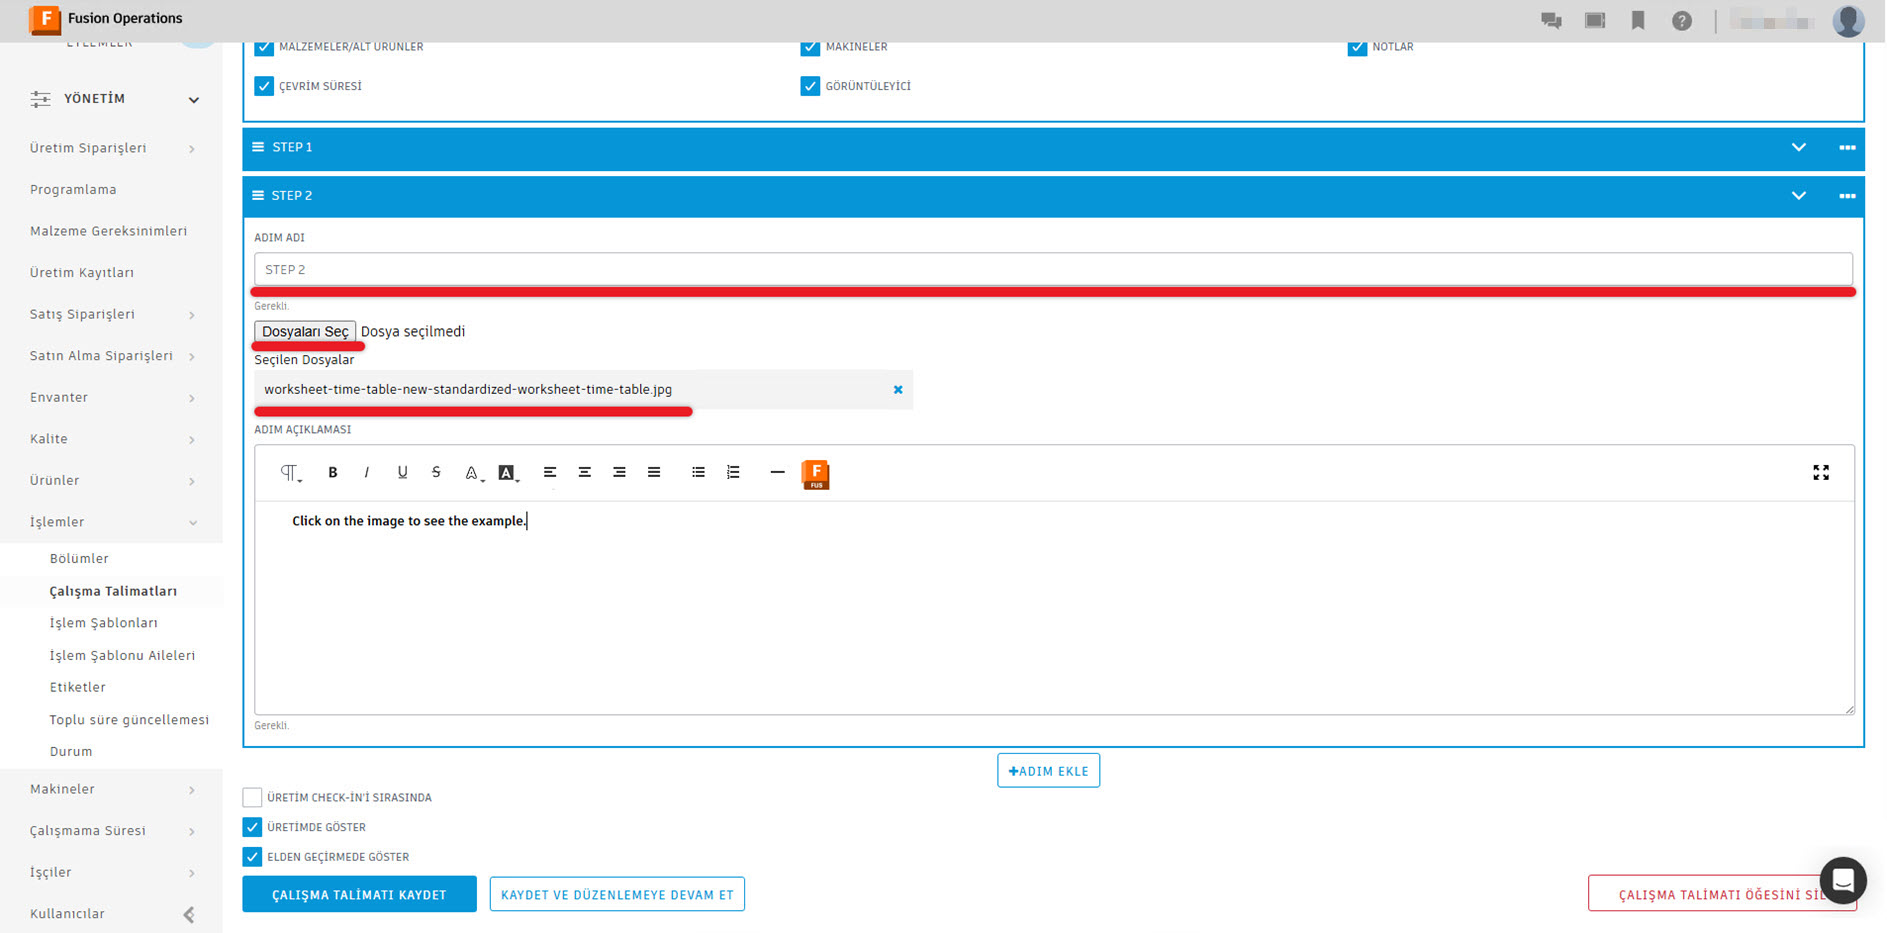 Fusion Operations
EYLEMLER
MALZEMELER/ALT ÜRÜNLER
MAKİNELER
NOTLAR
ÇEVRİM SÜRESİ
GÖRÜNTÜLEYİCİ
YÖNETİM
Üretim Siparişleri
Programlama
Malzeme Gereksinimleri
Üretim Kayıtları
Satış Siparişleri
Satın Alma Siparişleri
Envanter
Kalite
Ürünler
İşlemler
Bölümler
Çalışma Talimatları
İşlem Şablonları
İşlem Şablonu Aileleri
Etiketler
Toplu süre güncellemesi
Durum
Makineler
Çalışmama Süresi
İşçiler
Kullanıcılar
STEP 1
STEP 2
ADIM ADI
STEP 2
Gerekli.
Dosyaları Seç Dosya seçilmedi
Seçilen Dosyalar
worksheet-time-table-new-standardized-worksheet-time-table.jpg
ADIM AÇIKLAMASI
B I U S A A
F FUS
Click on the image to see the example.
Gerekli.
+ADIM EKLE
ÜRETİM CHECK-İN'İ SIRASINDA
ÜRETİMDE GÖSTER
ELDEN GEÇİRMEDE GÖSTER
ÇALIŞMA TALİMATI KAYDET
KAYDET VE DÜZENLEMEYE DEVAM ET
ÇALIŞMA TALİMATI ÖĞESİNİ SİL